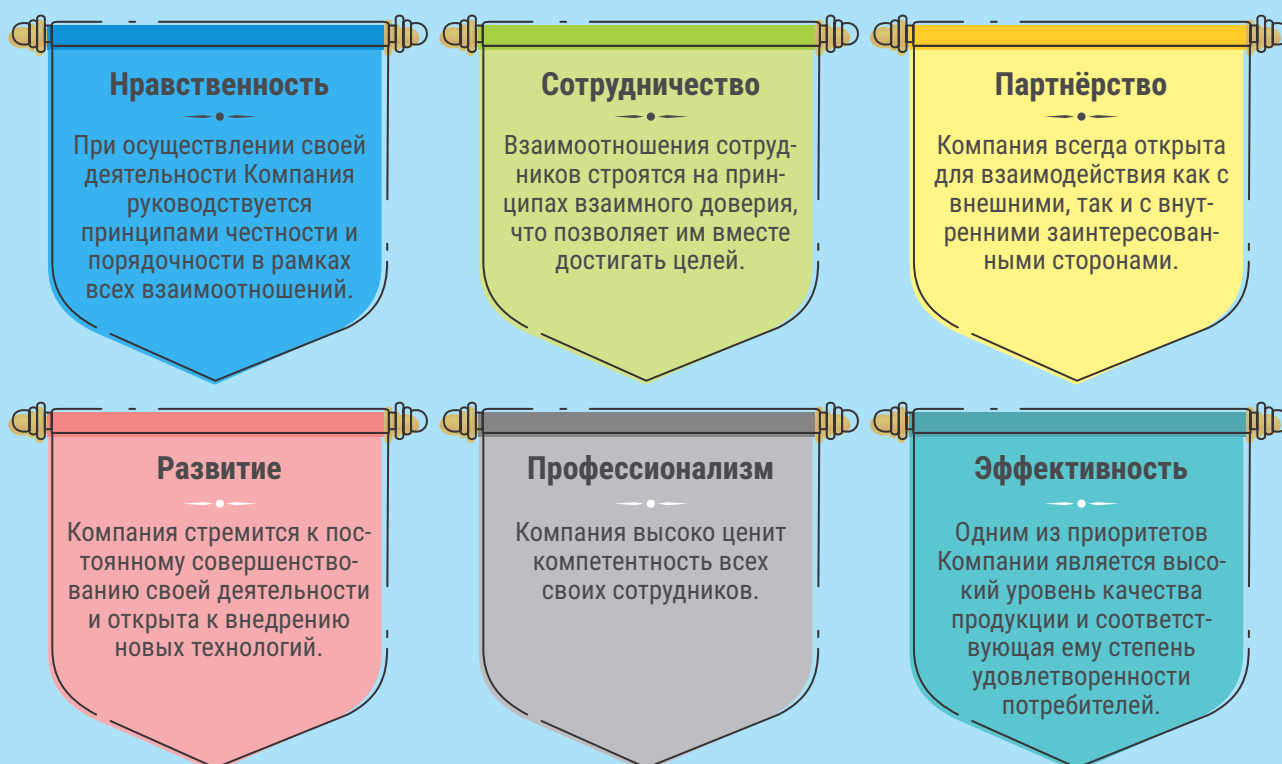 Нравственность
При осуществлении своей
деятельности Компания
руководствуется
принципами честности и
порядочности в рамках
всех взаимоотношений.
Сотрудничество
Взаимоотношения сотруд-
ников строятся на прин-
ципах взаимного доверия,
что позволяет им вместе
достигать целей.
Партнёрство
Компания всегда открыта
для взаимодействия как с
внешними, так и с внут-
ренними заинтересован-
ными сторонами.
Развитие
Компания стремится к пос-
тоянному совершенство-
ванию своей деятельности
и открыта к внедрению
новых технологий.
Профессионализм
Компания высоко ценит
компетентность всех
своих сотрудников.
Эффективность
Одним из приоритетов
Компании является высо-
кий уровень качества
продукции и соответст-
вующая ему степень
удовлетворенности
потребителей.